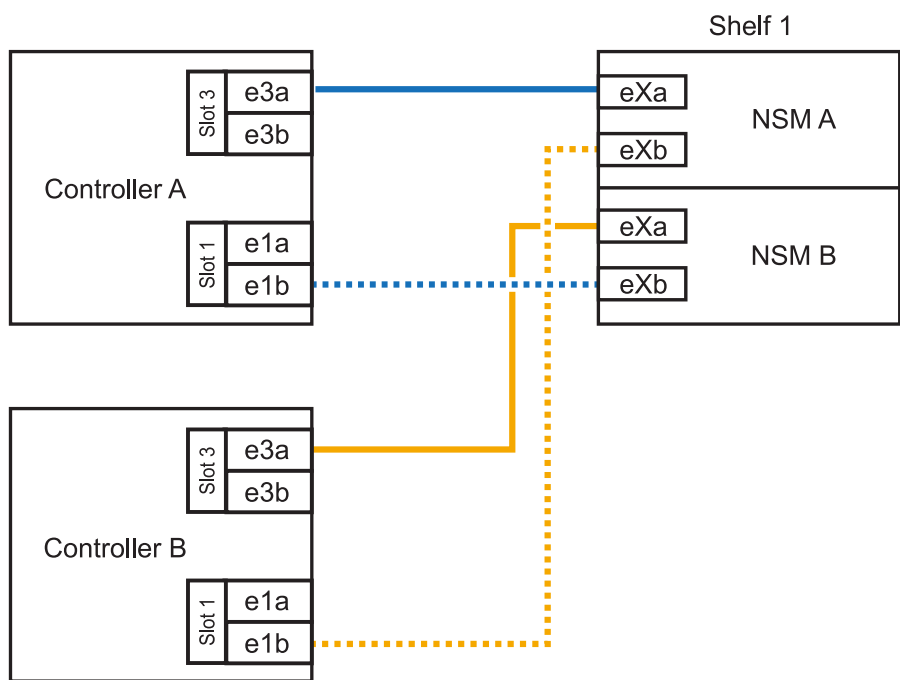 Shelf 1
Slot 3
e3a
e3b
Controller A
Slot 1
e1a
e1b
eXa
eXb
NSM A
eXa
eXb
NSM B
Slot 3
e3a
e3b
Controller B
Slot 1
e1a
e1b